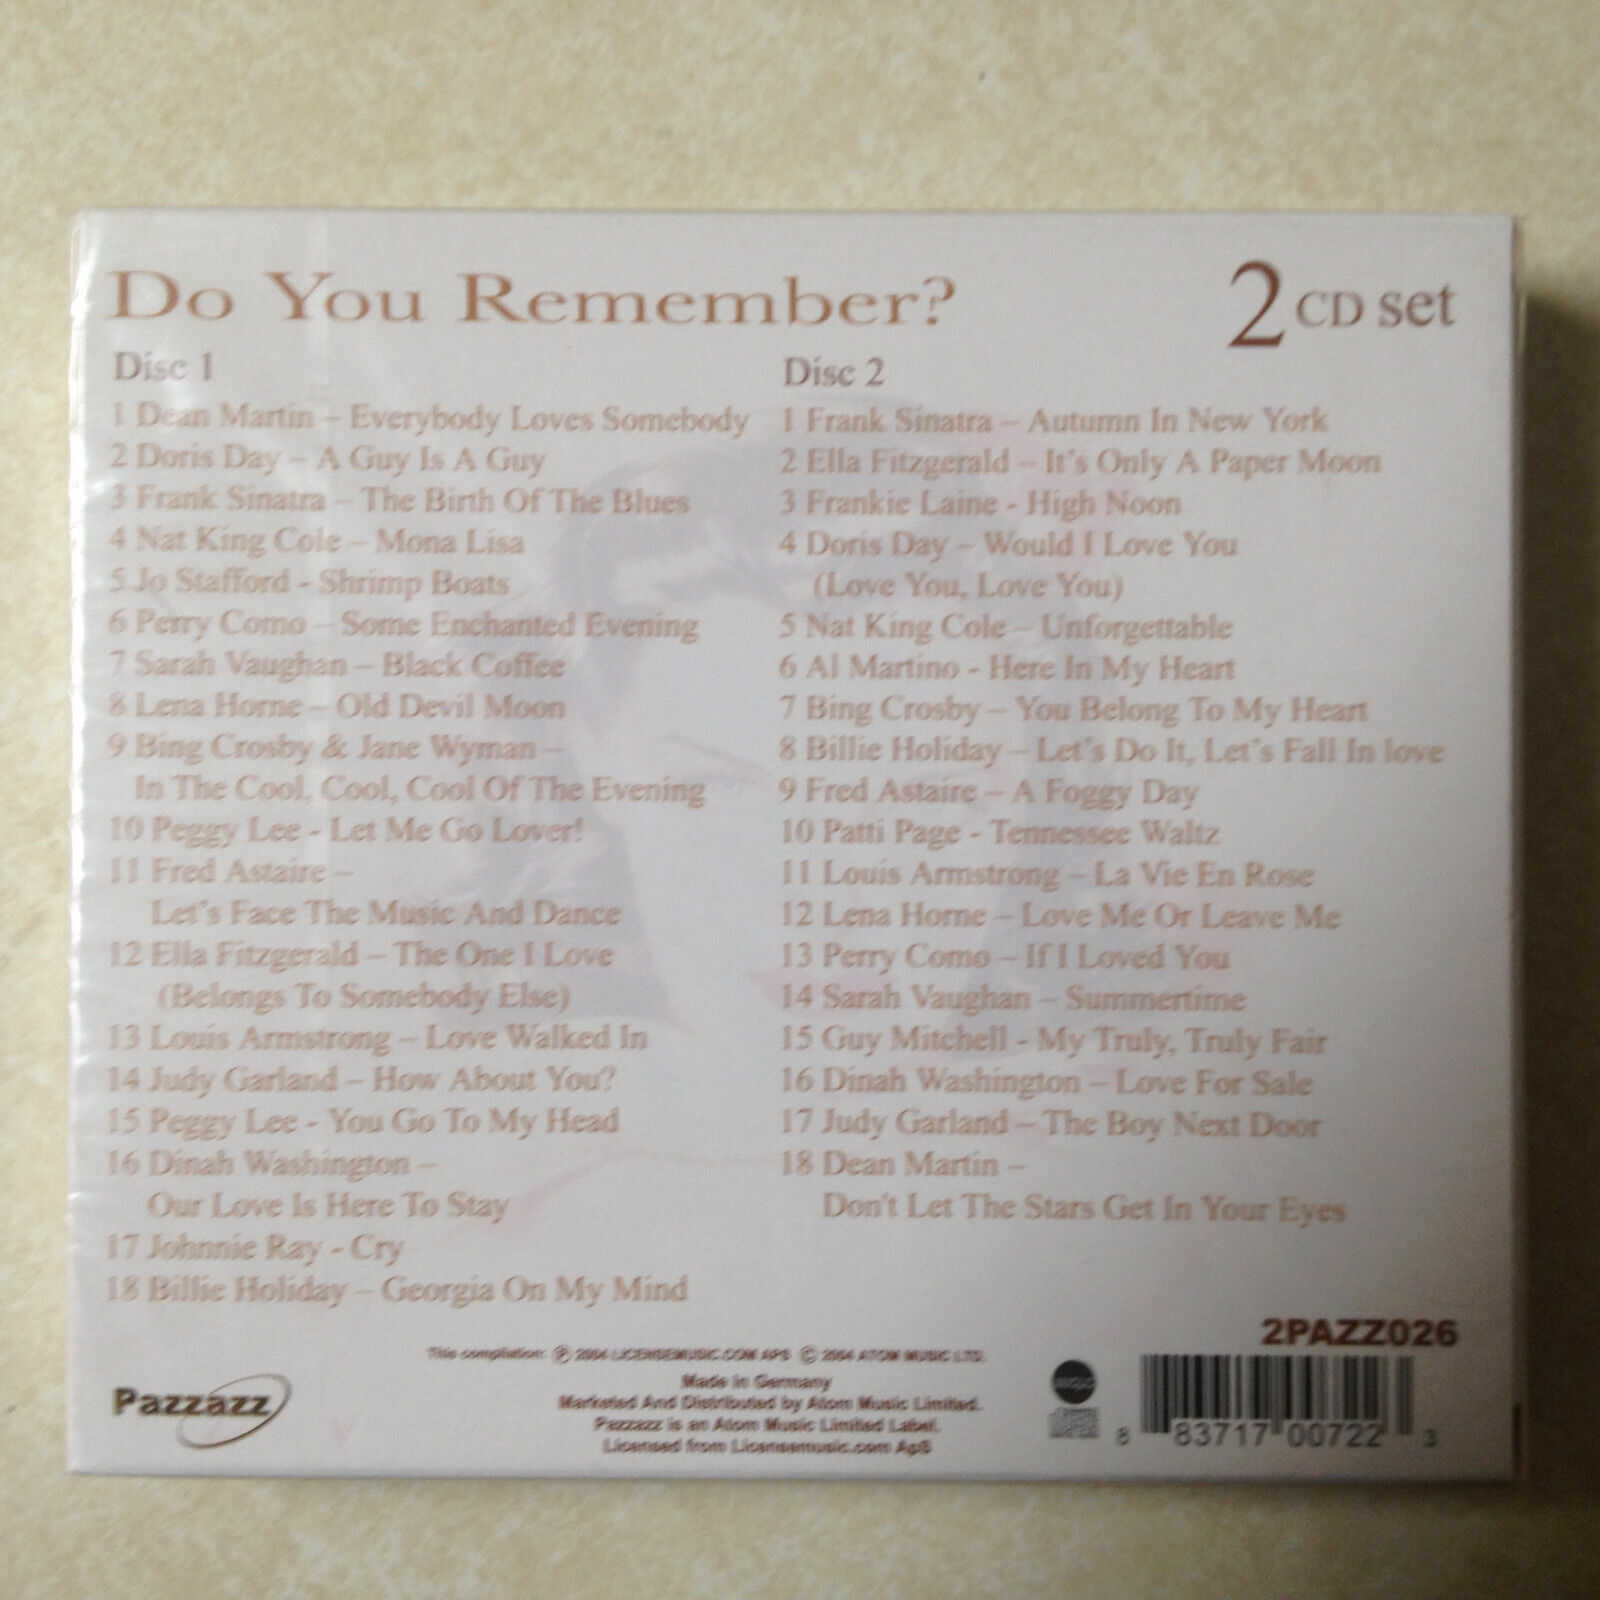 Do You Remember?
2 CD set
Disc 1
1 Dean Martin – Everybody Loves Somebody
2 Doris Day – A Guy Is A Guy
3 Frank Sinatra – The Birth Of The Blues
4 Nat King Cole – Mona Lisa
5 Jo Stafford - Shrimp Boats
6 Perry Como – Some Enchanted Evening
7 Sarah Vaughan – Black Coffee
8 Lena Horne – Old Devil Moon
9 Bing Crosby & Jane Wyman –
In The Cool, Cool, Cool Of The Evening
10 Peggy Lee - Let Me Go Lover!
11 Fred Astaire –
Let's Face The Music And Dance
12 Ella Fitzgerald – The One I Love
(Belongs To Somebody Else)
13 Louis Armstrong – Love Walked In
14 Judy Garland – How About You?
15 Peggy Lee - You Go To My Head
16 Dinah Washington –
Our Love Is Here To Stay
17 Johnnie Ray - Cry
18 Billie Holiday – Georgia On My Mind
Disc 2
1 Frank Sinatra – Autumn In New York
2 Ella Fitzgerald – It's Only A Paper Moon
3 Frankie Laine - High Noon
4 Doris Day – Would I Love You
(Love You, Love You)
5 Nat King Cole – Unforgettable
6 Al Martino - Here In My Heart
7 Bing Crosby – You Belong To My Heart
8 Billie Holiday – Let's Do It, Let's Fall In love
9 Fred Astaire – A Foggy Day
10 Patti Page - Tennessee Waltz
11 Louis Armstrong – La Vie En Rose
12 Lena Horne – Love Me Or Leave Me
13 Perry Como – If I Loved You
14 Sarah Vaughan – Summertime
15 Guy Mitchell - My Truly, Truly Fair
16 Dinah Washington – Love For Sale
17 Judy Garland – The Boy Next Door
18 Dean Martin –
Don't Let The Stars Get In Your Eyes
2PAZZ026
This compilation: ℗ 2004 LICENSEMUSIC.COM APS © 2004 ATOM MUSIC LTD.
Made in Germany
Marketed And Distributed by Atom Music Limited.
Pazzazz is an Atom Music Limited Label.
Licensed from Licensemusic.com ApS
Pazzazz
8 83717 00722 3